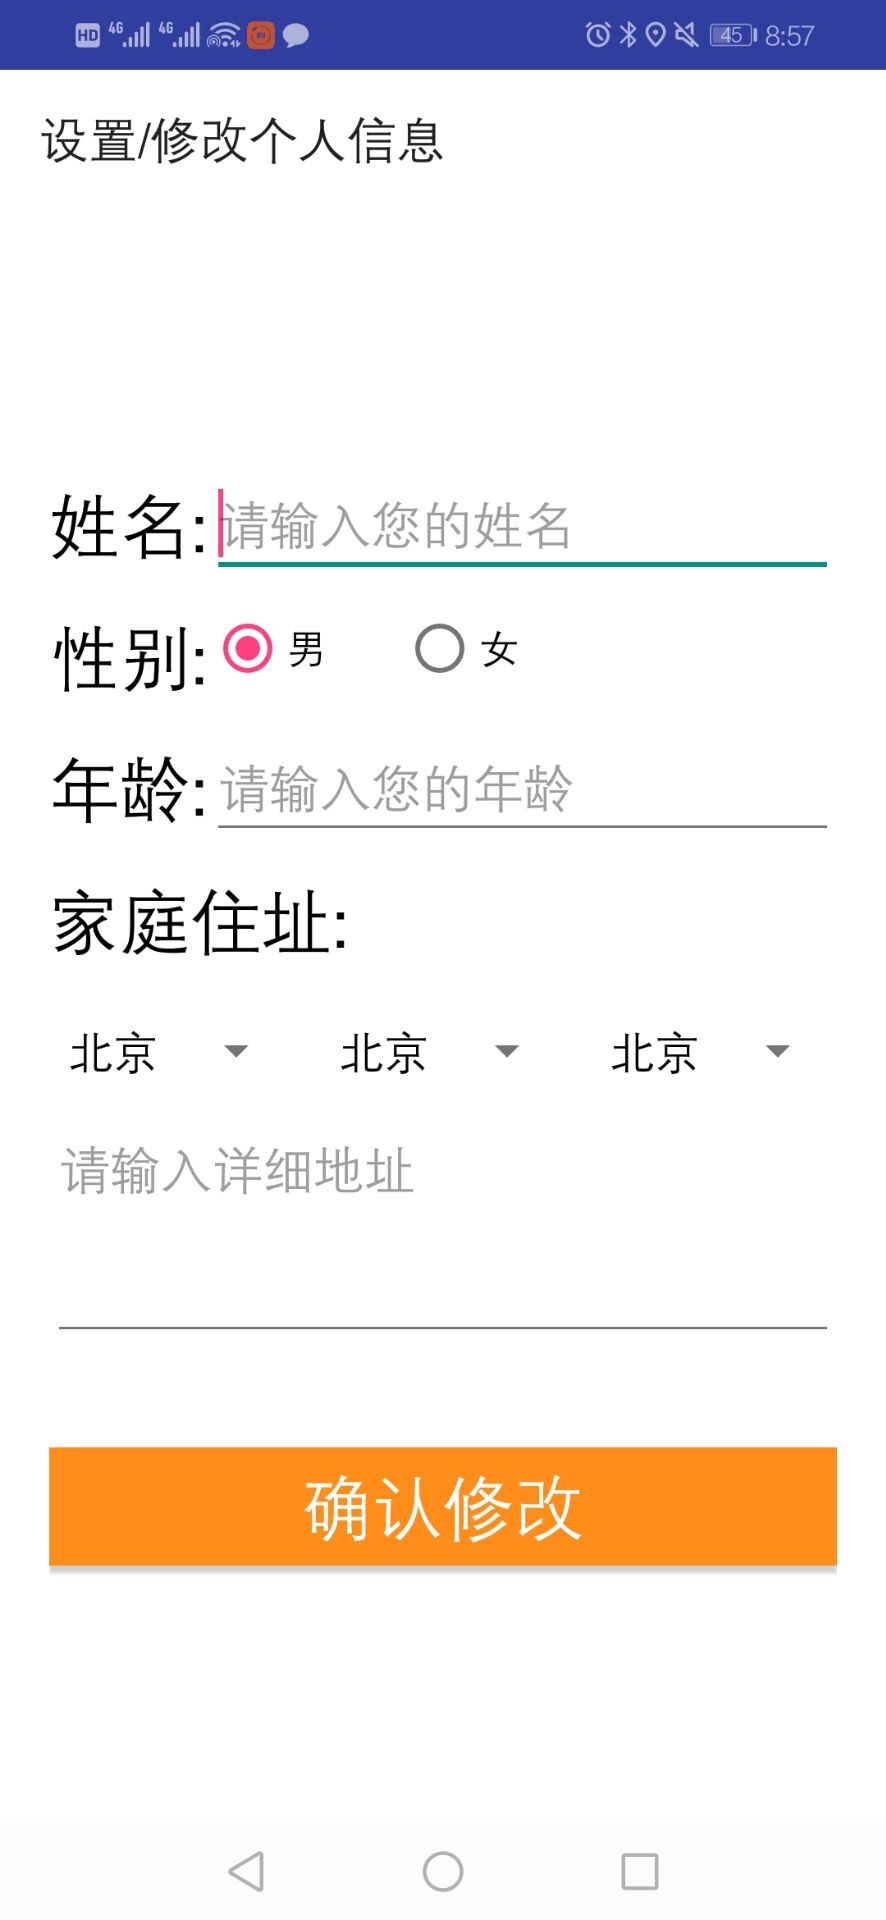 HD 4G 4G 45 8:57
设置/修改个人信息
姓名: 请输入您的姓名
性别: 男 女
年龄: 请输入您的年龄
家庭住址:
北京 北京 北京
请输入详细地址
确认修改